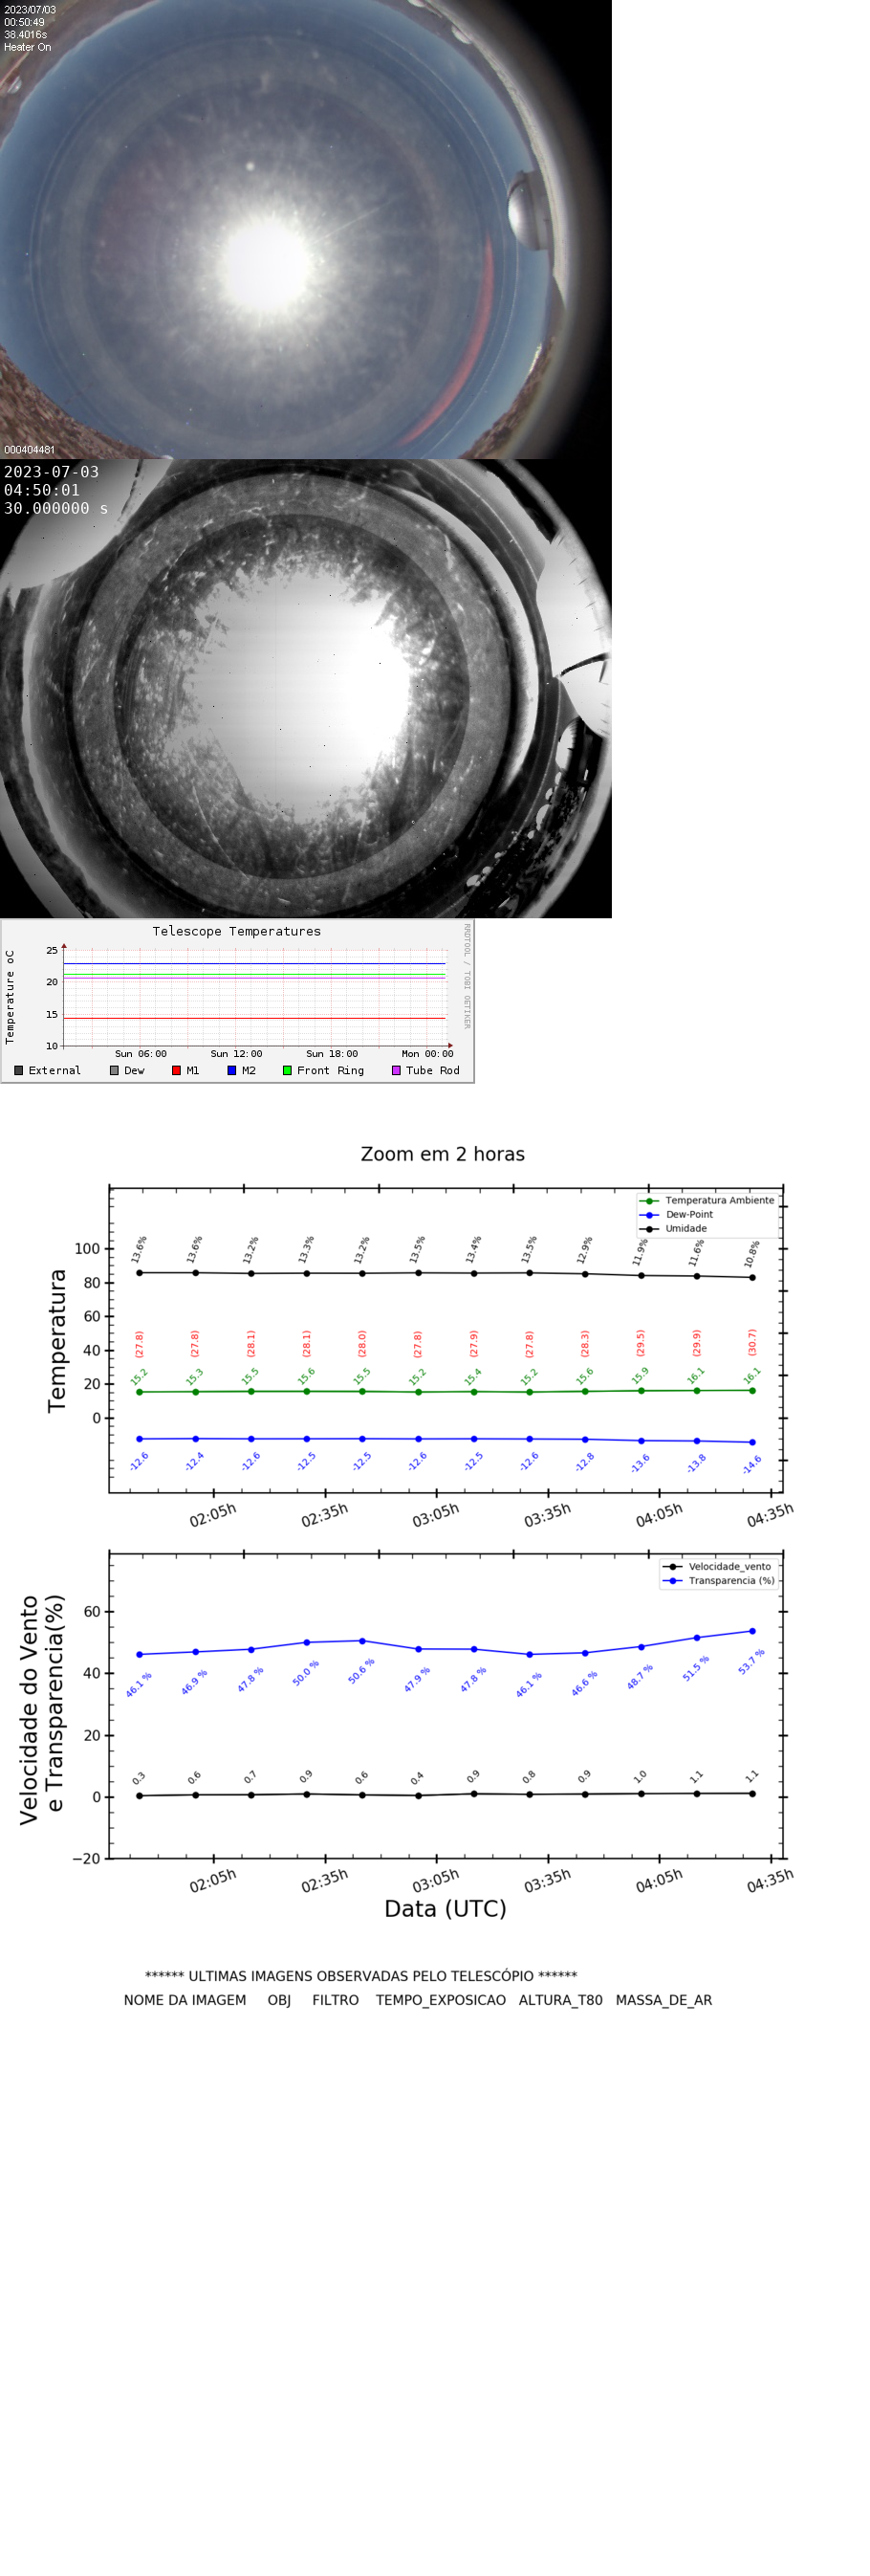 2023/07/03
00:50:49
38.4016s
Heater On
000404481
2023-07-03
04:50:01
30.000000 s
Telescope Temperatures
RRDTOOL / TOBI OETIKER
Temperature oC
25
20
15
10
Sun 06:00 Sun 12:00 Sun 18:00 Mon 00:00
External Dew M1 M2 Front Ring Tube Rod
Zoom em 2 horas
Temperatura Ambiente
Dew-Point
Umidade
Temperatura
100
80
60
40
20
0
13.6% 13.6% 13.2% 13.3% 13.2% 13.5% 13.4% 13.5% 12.9% 11.9% 11.6% 10.8%
(27.8) (27.8) (28.1) (28.1) (28.0) (27.8) (27.9) (27.8) (28.3) (29.5) (29.9) (30.7)
15.2 15.3 15.5 15.6 15.5 15.2 15.4 15.2 15.6 15.9 16.1 16.1
-12.6 -12.4 -12.6 -12.5 -12.5 -12.6 -12.5 -12.6 -12.8 -13.6 -13.8 -14.6
02:05h 02:35h 03:05h 03:35h 04:05h 04:35h
Velocidade_vento
Transparencia (%)
Velocidade do Vento
e Transparencia(%)
60
40
20
0
−20
46.1 % 46.9 % 47.8 % 50.0 % 50.6 % 47.9 % 47.8 % 46.1 % 46.6 % 48.7 % 51.5 % 53.7 %
0.3 0.6 0.7 0.9 0.6 0.4 0.9 0.8 0.9 1.0 1.1 1.1
02:05h 02:35h 03:05h 03:35h 04:05h 04:35h
Data (UTC)
****** ULTIMAS IMAGENS OBSERVADAS PELO TELESCÓPIO ******
NOME DA IMAGEM OBJ FILTRO TEMPO_EXPOSICAO ALTURA_T80 MASSA_DE_AR